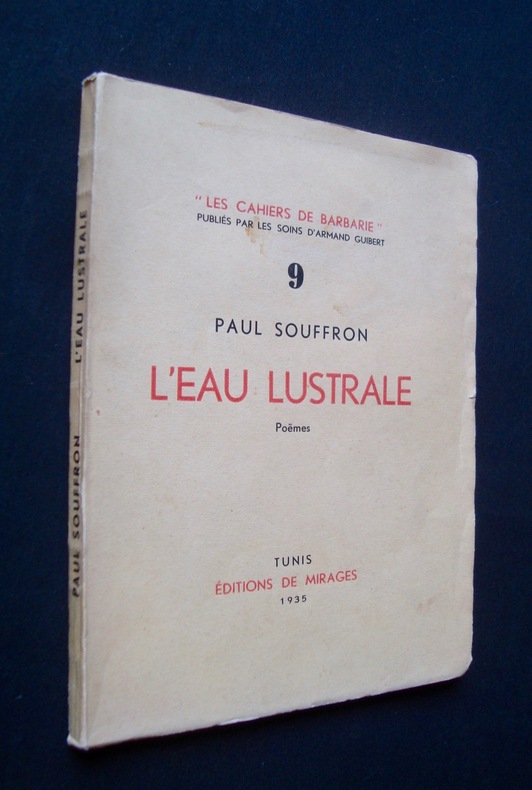 " LES CAHIERS DE BARBARIE "
PUBLIÉS PAR LES SOINS D'ARMAND GUIBERT
9
PAUL SOUFFRON
L'EAU LUSTRALE
Poëmes
TUNIS
ÉDITIONS DE MIRAGES
1935
PAUL SOUFFRON L'EAU LUSTRALE